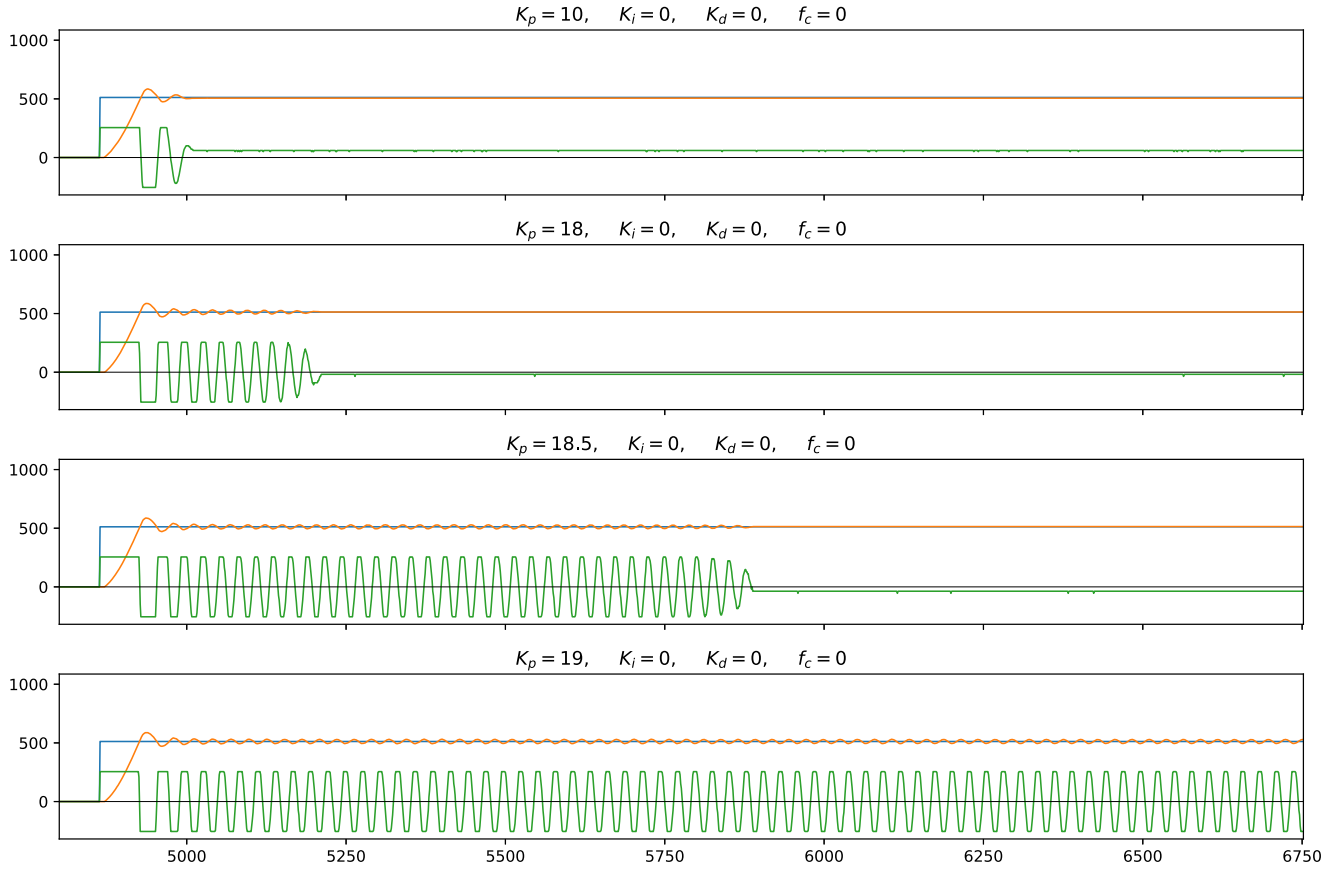 K_p = 10, K_i = 0, K_d = 0, f_c = 0
1000
500
0
K_p = 18, K_i = 0, K_d = 0, f_c = 0
1000
500
0
K_p = 18.5, K_i = 0, K_d = 0, f_c = 0
1000
500
0
K_p = 19, K_i = 0, K_d = 0, f_c = 0
1000
500
0
5000 5250 5500 5750 6000 6250 6500 6750